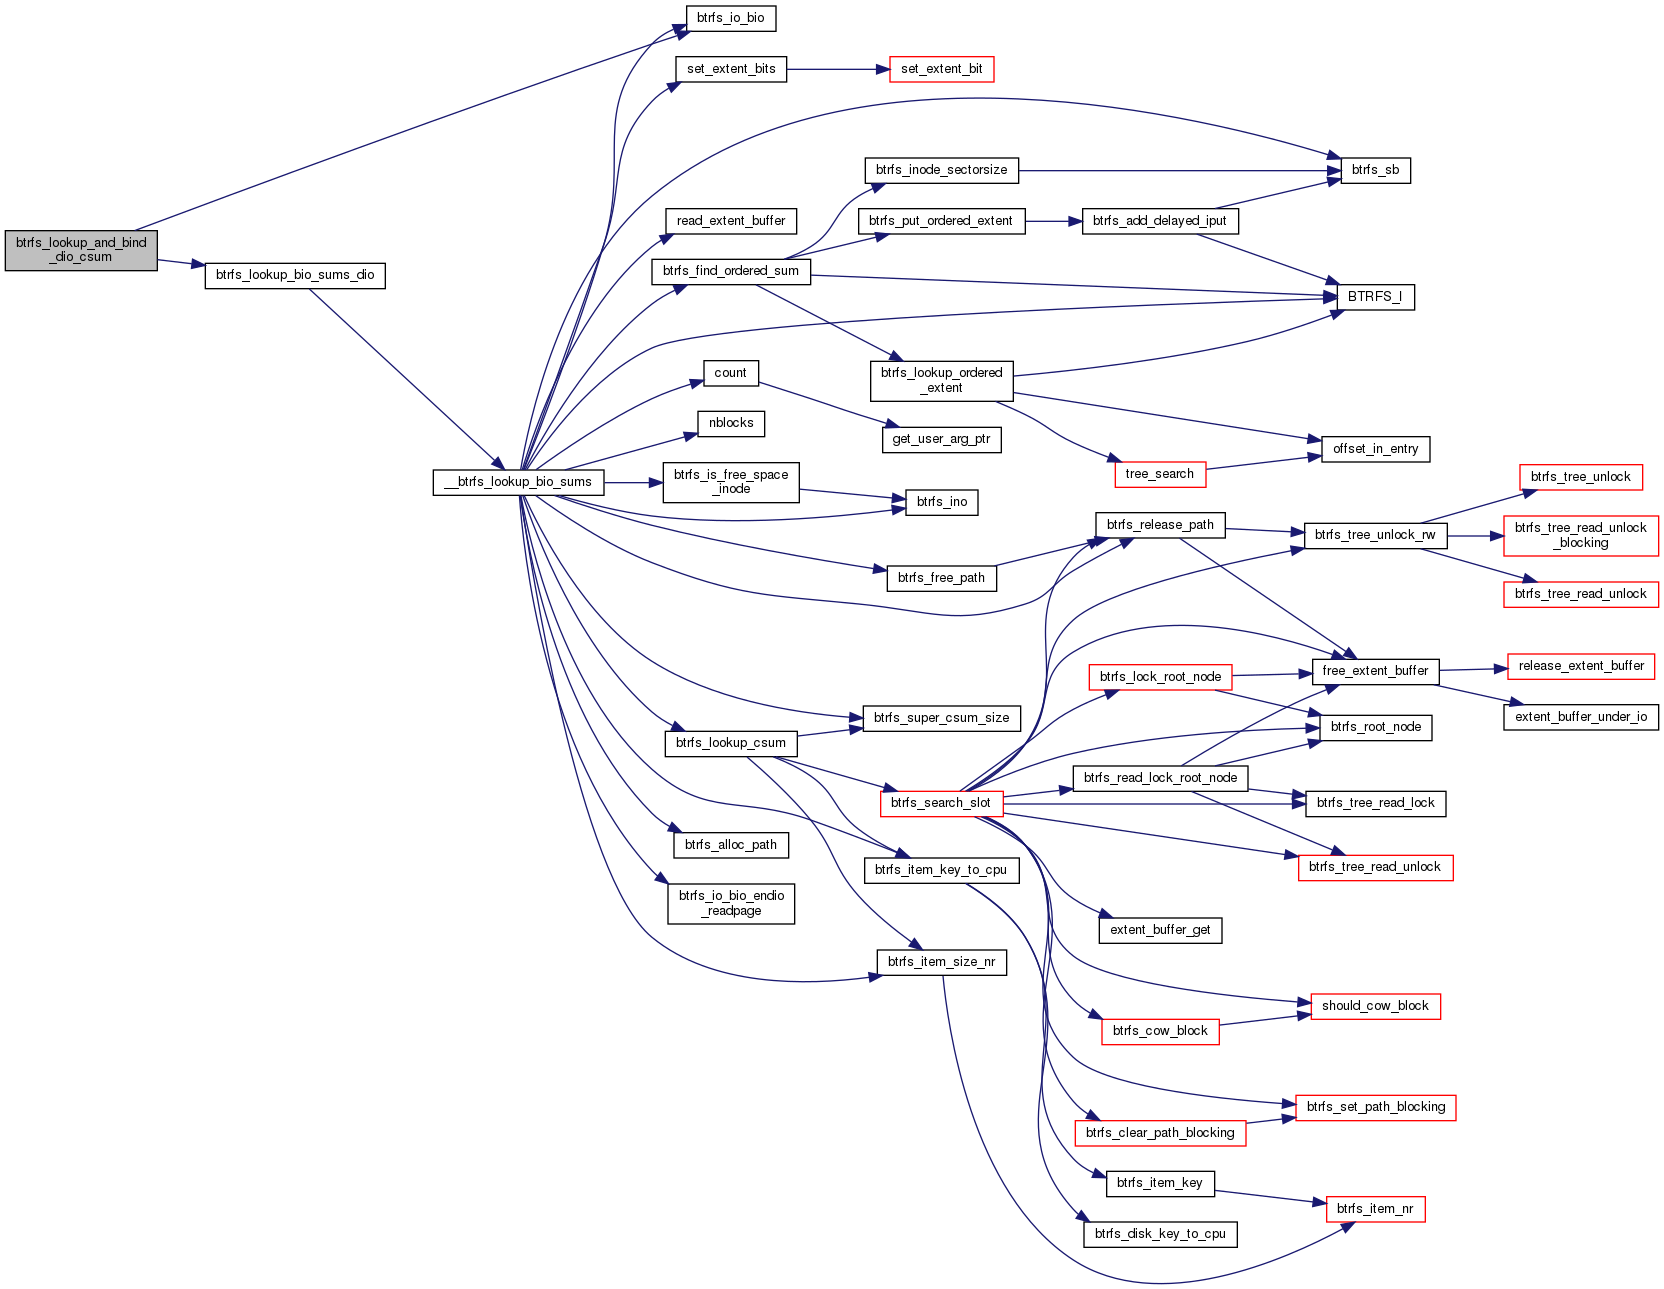 btrfs_io_bio
set_extent_bits
set_extent_bit
btrfs_inode_sectorsize
btrfs_sb
read_extent_buffer
btrfs_put_ordered_extent
btrfs_add_delayed_iput
btrfs_lookup_and_bind
_dio_csum
btrfs_lookup_bio_sums_dio
btrfs_find_ordered_sum
BTRFS_I
count
btrfs_lookup_ordered
_extent
nblocks
get_user_arg_ptr
offset_in_entry
__btrfs_lookup_bio_sums
btrfs_is_free_space
_inode
tree_search
btrfs_tree_unlock
btrfs_ino
btrfs_release_path
btrfs_tree_unlock_rw
btrfs_tree_read_unlock
_blocking
btrfs_free_path
btrfs_tree_read_unlock
btrfs_lock_root_node
free_extent_buffer
release_extent_buffer
btrfs_super_csum_size
extent_buffer_under_io
btrfs_lookup_csum
btrfs_root_node
btrfs_read_lock_root_node
btrfs_search_slot
btrfs_tree_read_lock
btrfs_alloc_path
btrfs_item_key_to_cpu
btrfs_tree_read_unlock
btrfs_io_bio_endio
_readpage
extent_buffer_get
btrfs_item_size_nr
should_cow_block
btrfs_cow_block
btrfs_set_path_blocking
btrfs_clear_path_blocking
btrfs_item_key
btrfs_item_nr
btrfs_disk_key_to_cpu